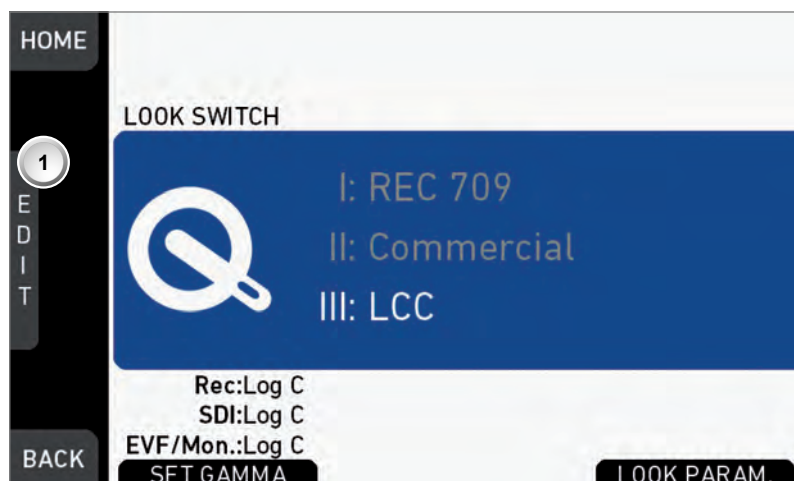 HOME
LOOK SWITCH
1
EDIT
I: REC 709
II: Commercial
III: LCC
Rec:Log C
SDI:Log C
EVF/Mon.:Log C
BACK
SET GAMMA
LOOK PARAM.